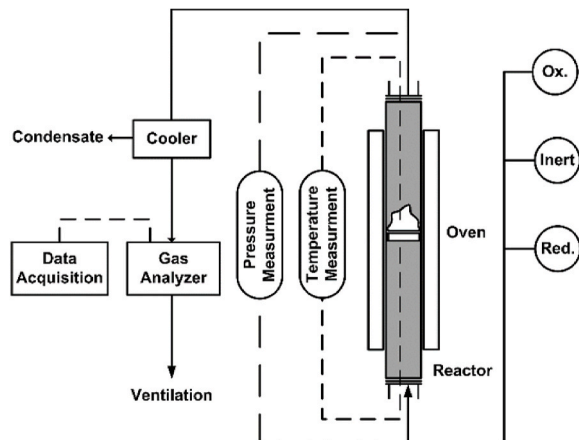 Ox.
Condensate
Cooler
Inert
Pressure
Measurment
Temperature
Measurment
Oven
Red.
Data
Acquisition
Gas
Analyzer
Reactor
Ventilation